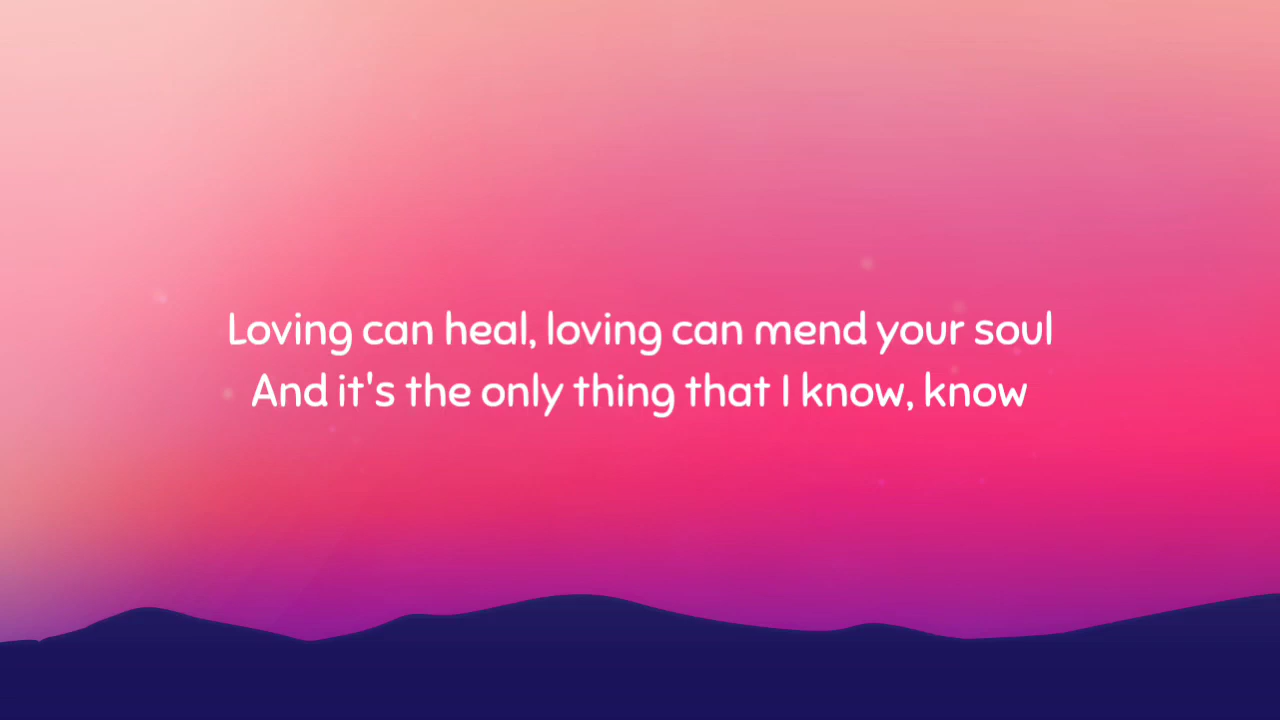 Loving can heal, loving can mend your soul
And it's the only thing that I know, know